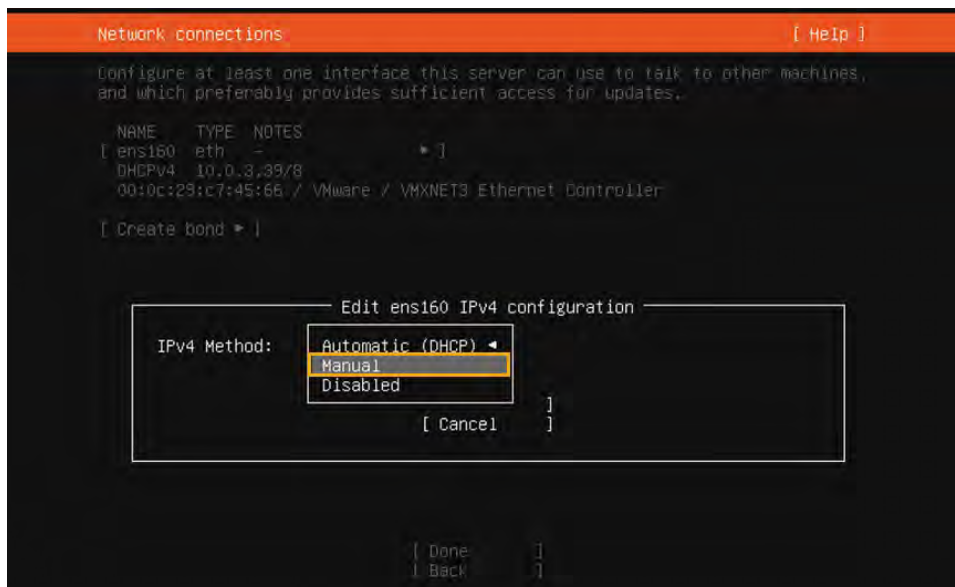 Network connections [ Help ]
Configure at least one interface this server can use to talk to other machines,
and which preferably provides sufficient access for updates.
NAME TYPE NOTES
[ ens160 eth - ▸ ]
DHCPv4 10.0.3.39/8
00:0c:29:c7:45:66 / VMware / VMXNET3 Ethernet Controller
[ Create bond ▸ ]
Edit ens160 IPv4 configuration
IPv4 Method: Automatic (DHCP) ◂
Manual
Disabled
]
[ Cancel ]
[ Done ]
[ Back ]